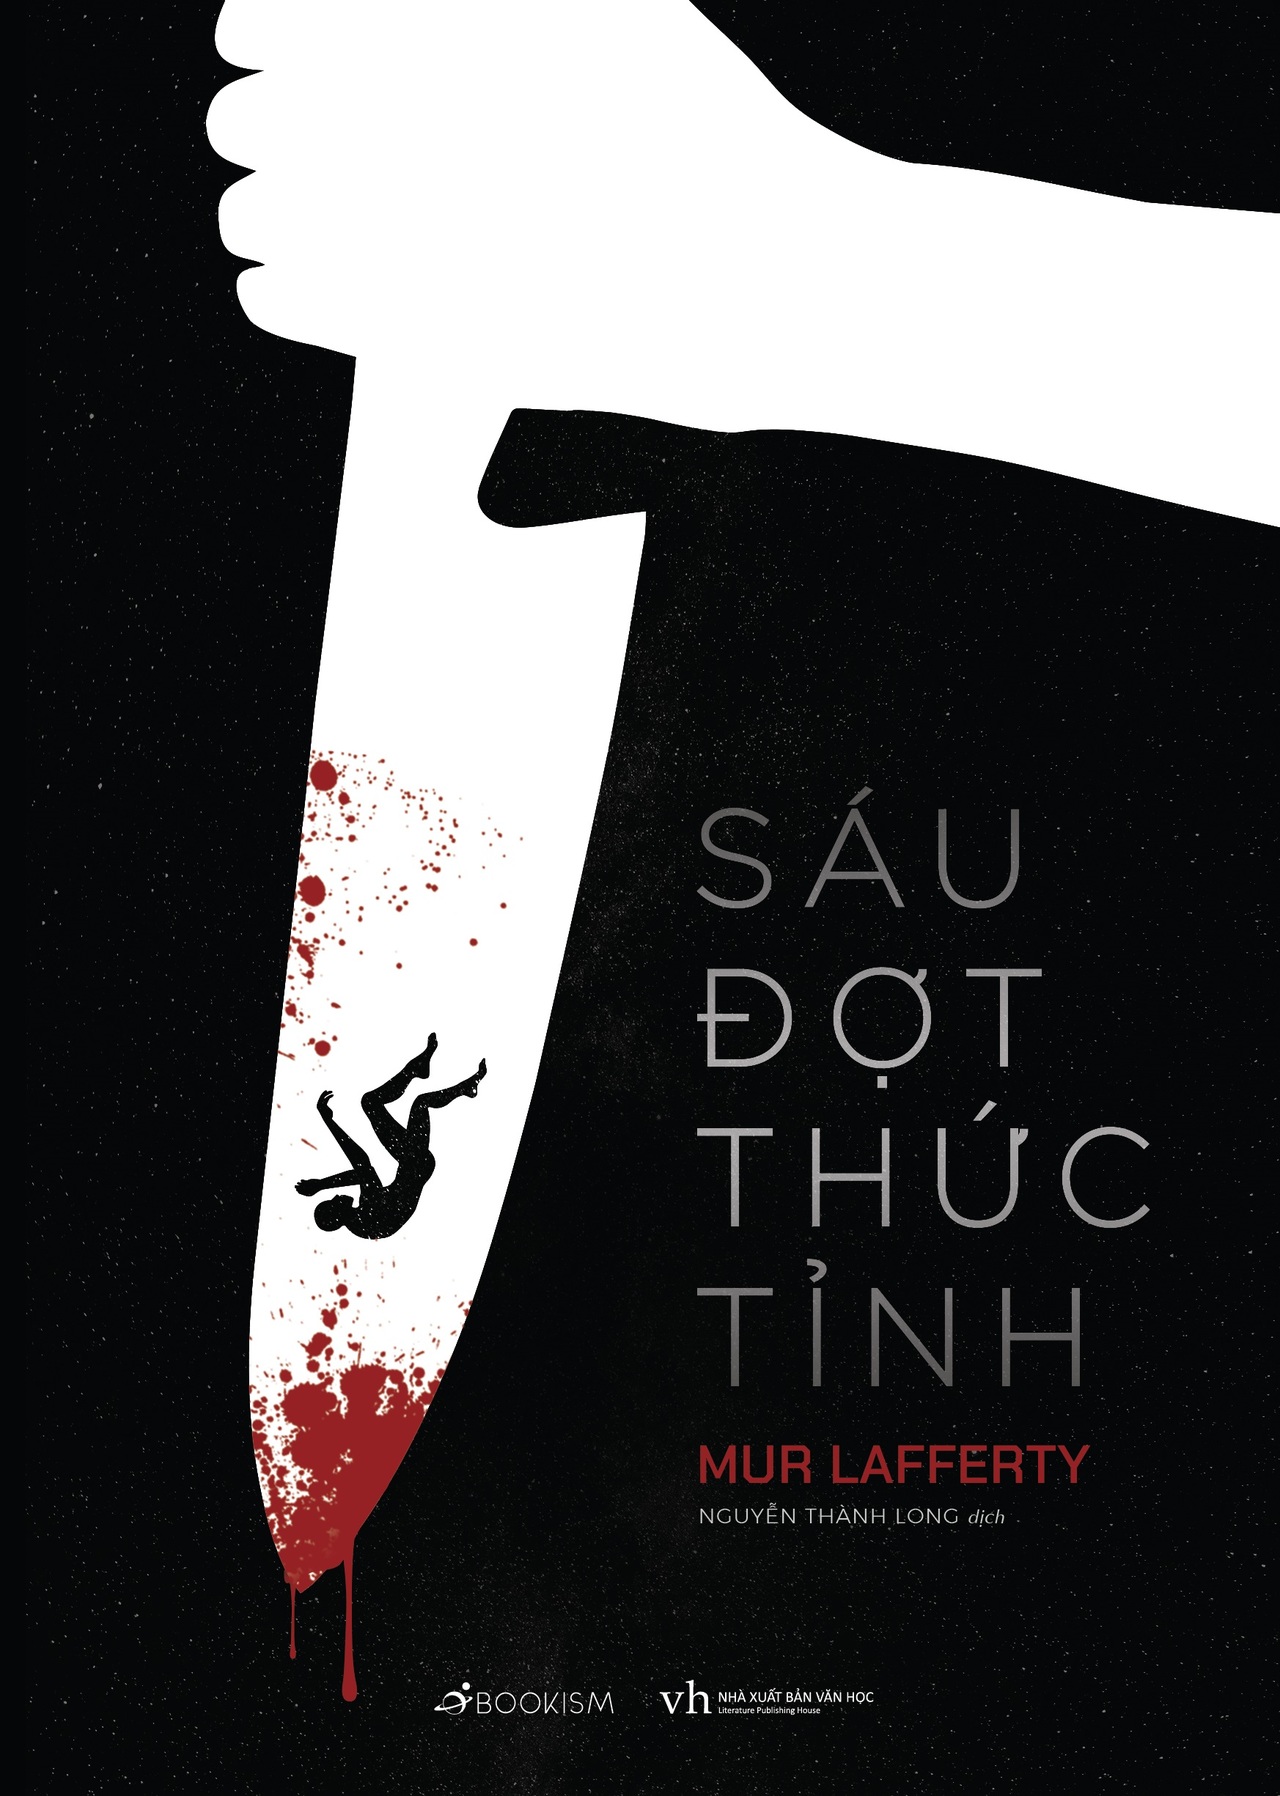 SÁU
ĐỢT
THỨC
TỈNH
MUR LAFFERTY
NGUYỄN THÀNH LONG dịch
BOOKISM
vh NHÀ XUẤT BẢN VĂN HỌC
Literature Publishing House